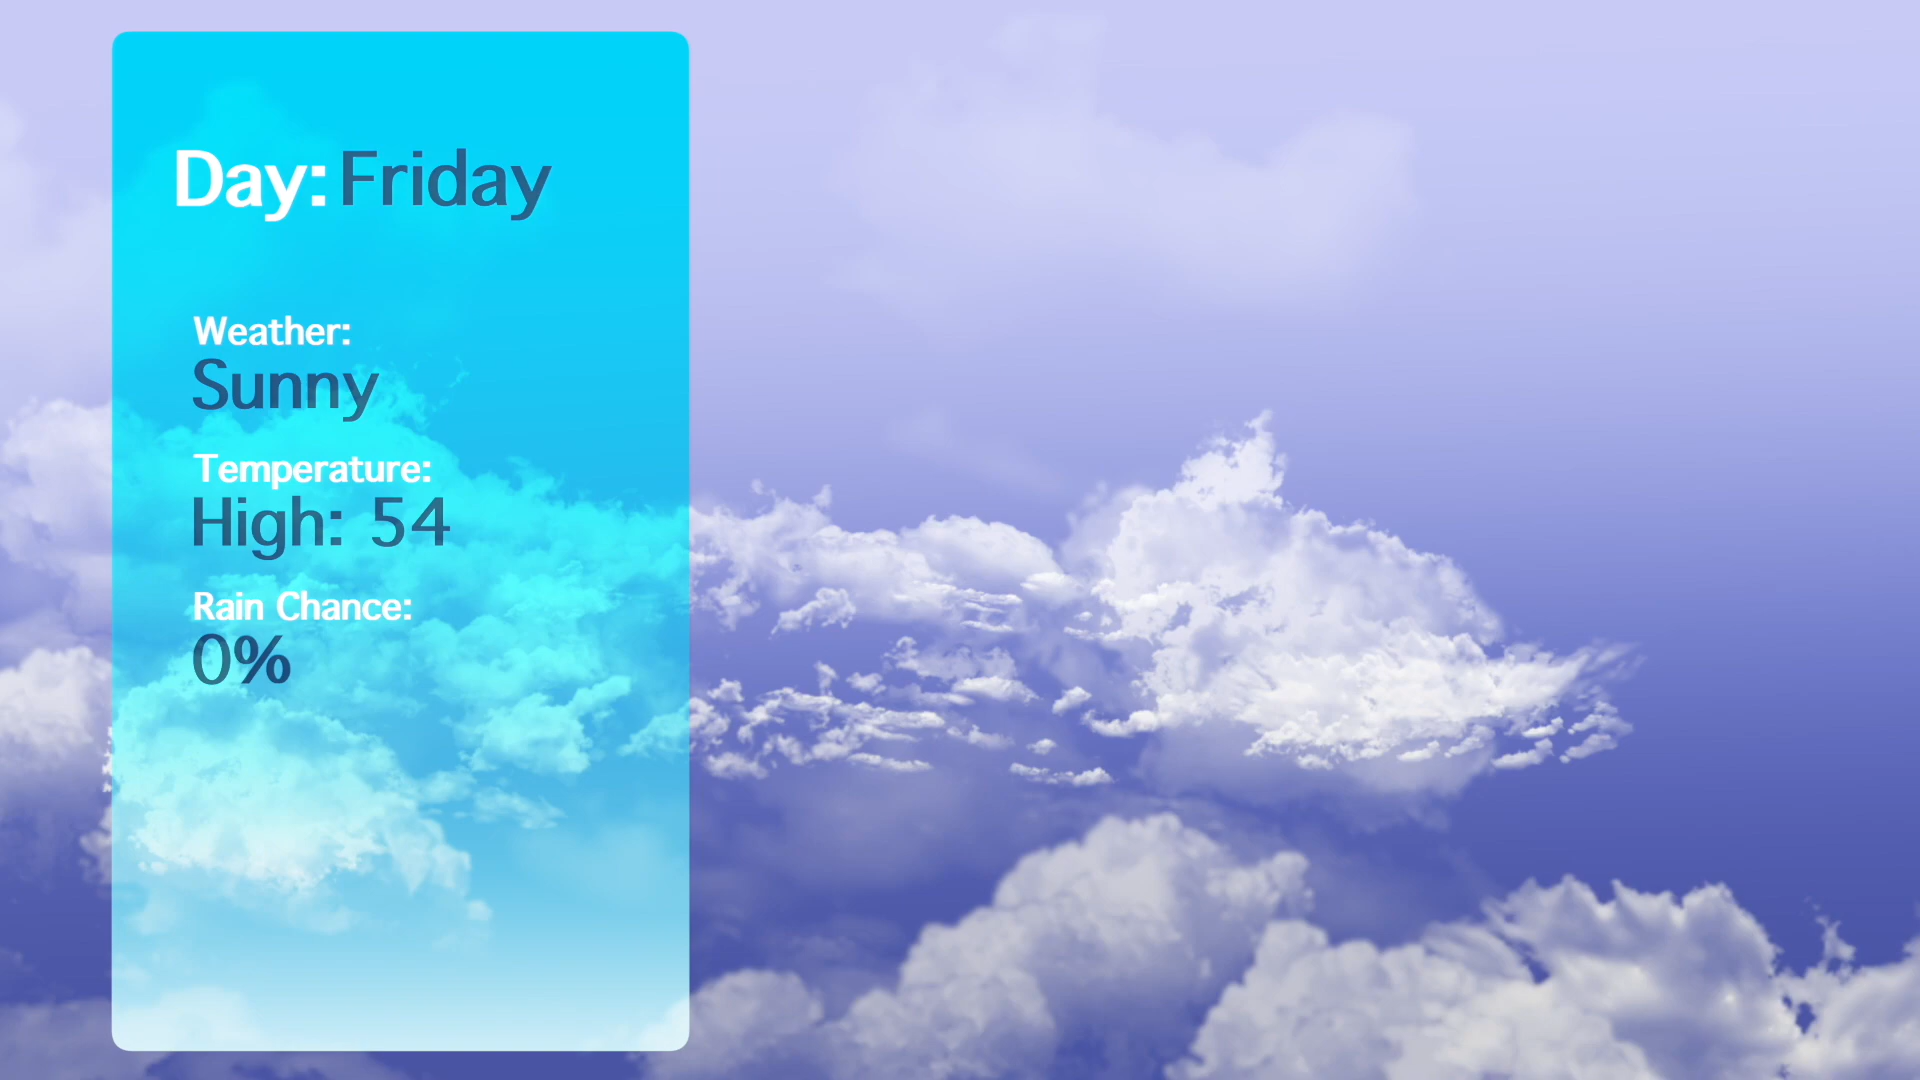 Day: Friday
Weather:
Sunny
Temperature:
High: 54
Rain Chance:
0%